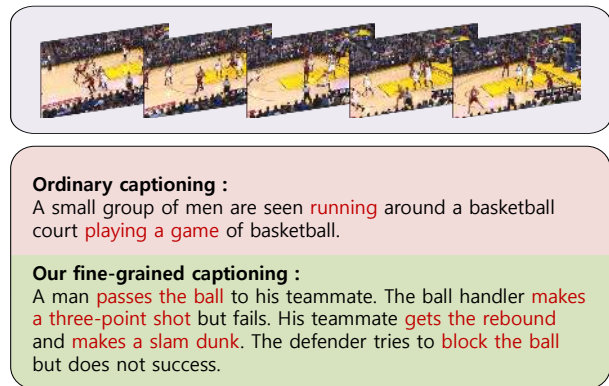 Ordinary captioning :
A small group of men are seen running around a basketball
court playing a game of basketball.
Our fine-grained captioning :
A man passes the ball to his teammate. The ball handler makes
a three-point shot but fails. His teammate gets the rebound
and makes a slam dunk. The defender tries to block the ball
but does not success.